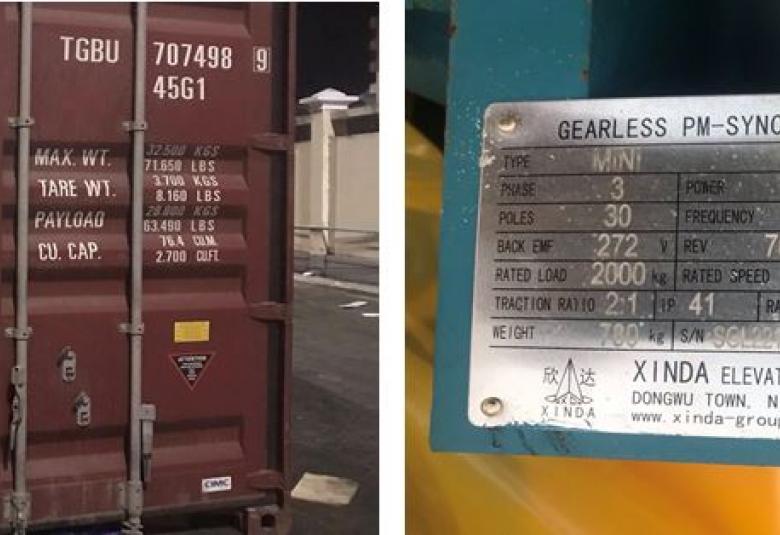 TGBU 707498 9
45G1
MAX. WT. 32.500 KGS
71.650 LBS
TARE WT. 3.700 KGS
8.160 LBS
PAYLOAD 28.800 KGS
63.490 LBS
CU. CAP. 76.4 CU.M.
2.700 CU.FT.
ATTENTION
CIMC
GEARLESS PM-SYNC
TYPE MINI
PHASE 3 POWER
POLES 30 FREQUENCY
BACK EMF 272 V REV 7
RATED LOAD 2000 kg RATED SPEED
TRACTION RATIO 2:1 IP 41 RA
WEIGHT kg S/N
欣 达
XINDA
XINDA ELEVAT
DONGWU TOWN, N
www.xinda-group